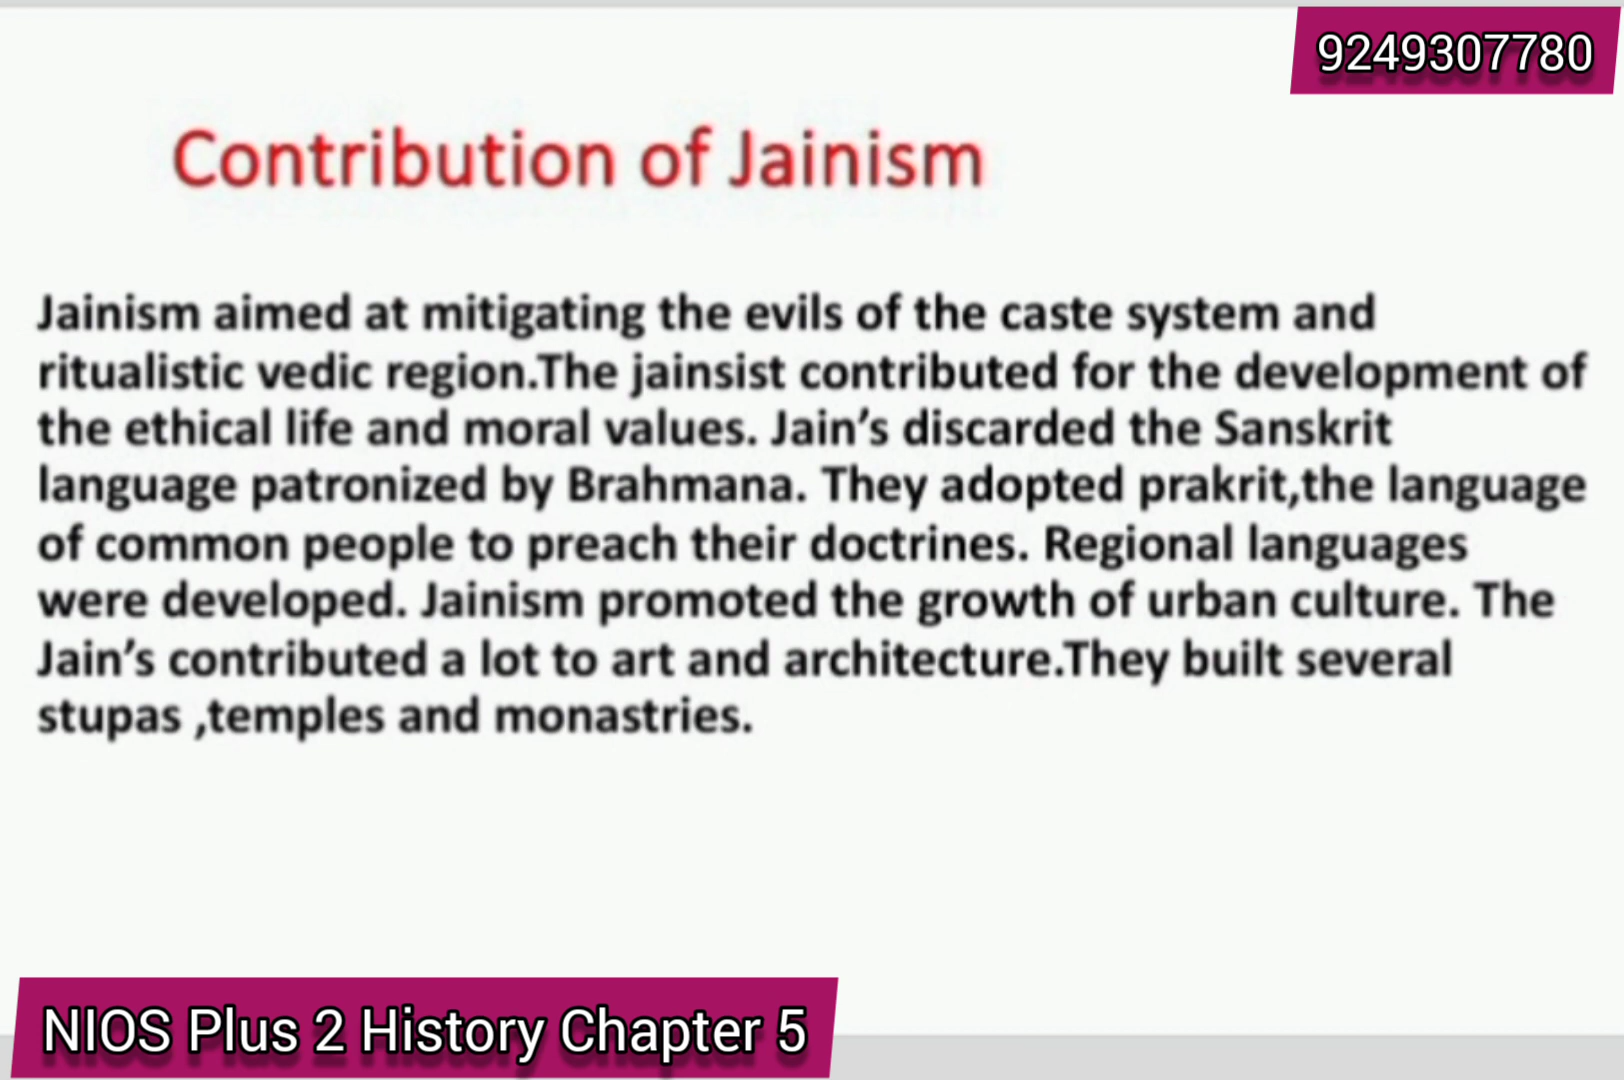 9249307780
Contribution of Jainism
Jainism aimed at mitigating the evils of the caste system and
ritualistic vedic region.The jainsist contributed for the development of
the ethical life and moral values. Jain’s discarded the Sanskrit
language patronized by Brahmana. They adopted prakrit,the language
of common people to preach their doctrines. Regional languages
were developed. Jainism promoted the growth of urban culture. The
Jain’s contributed a lot to art and architecture.They built several
stupas ,temples and monastries.
NIOS Plus 2 History Chapter 5